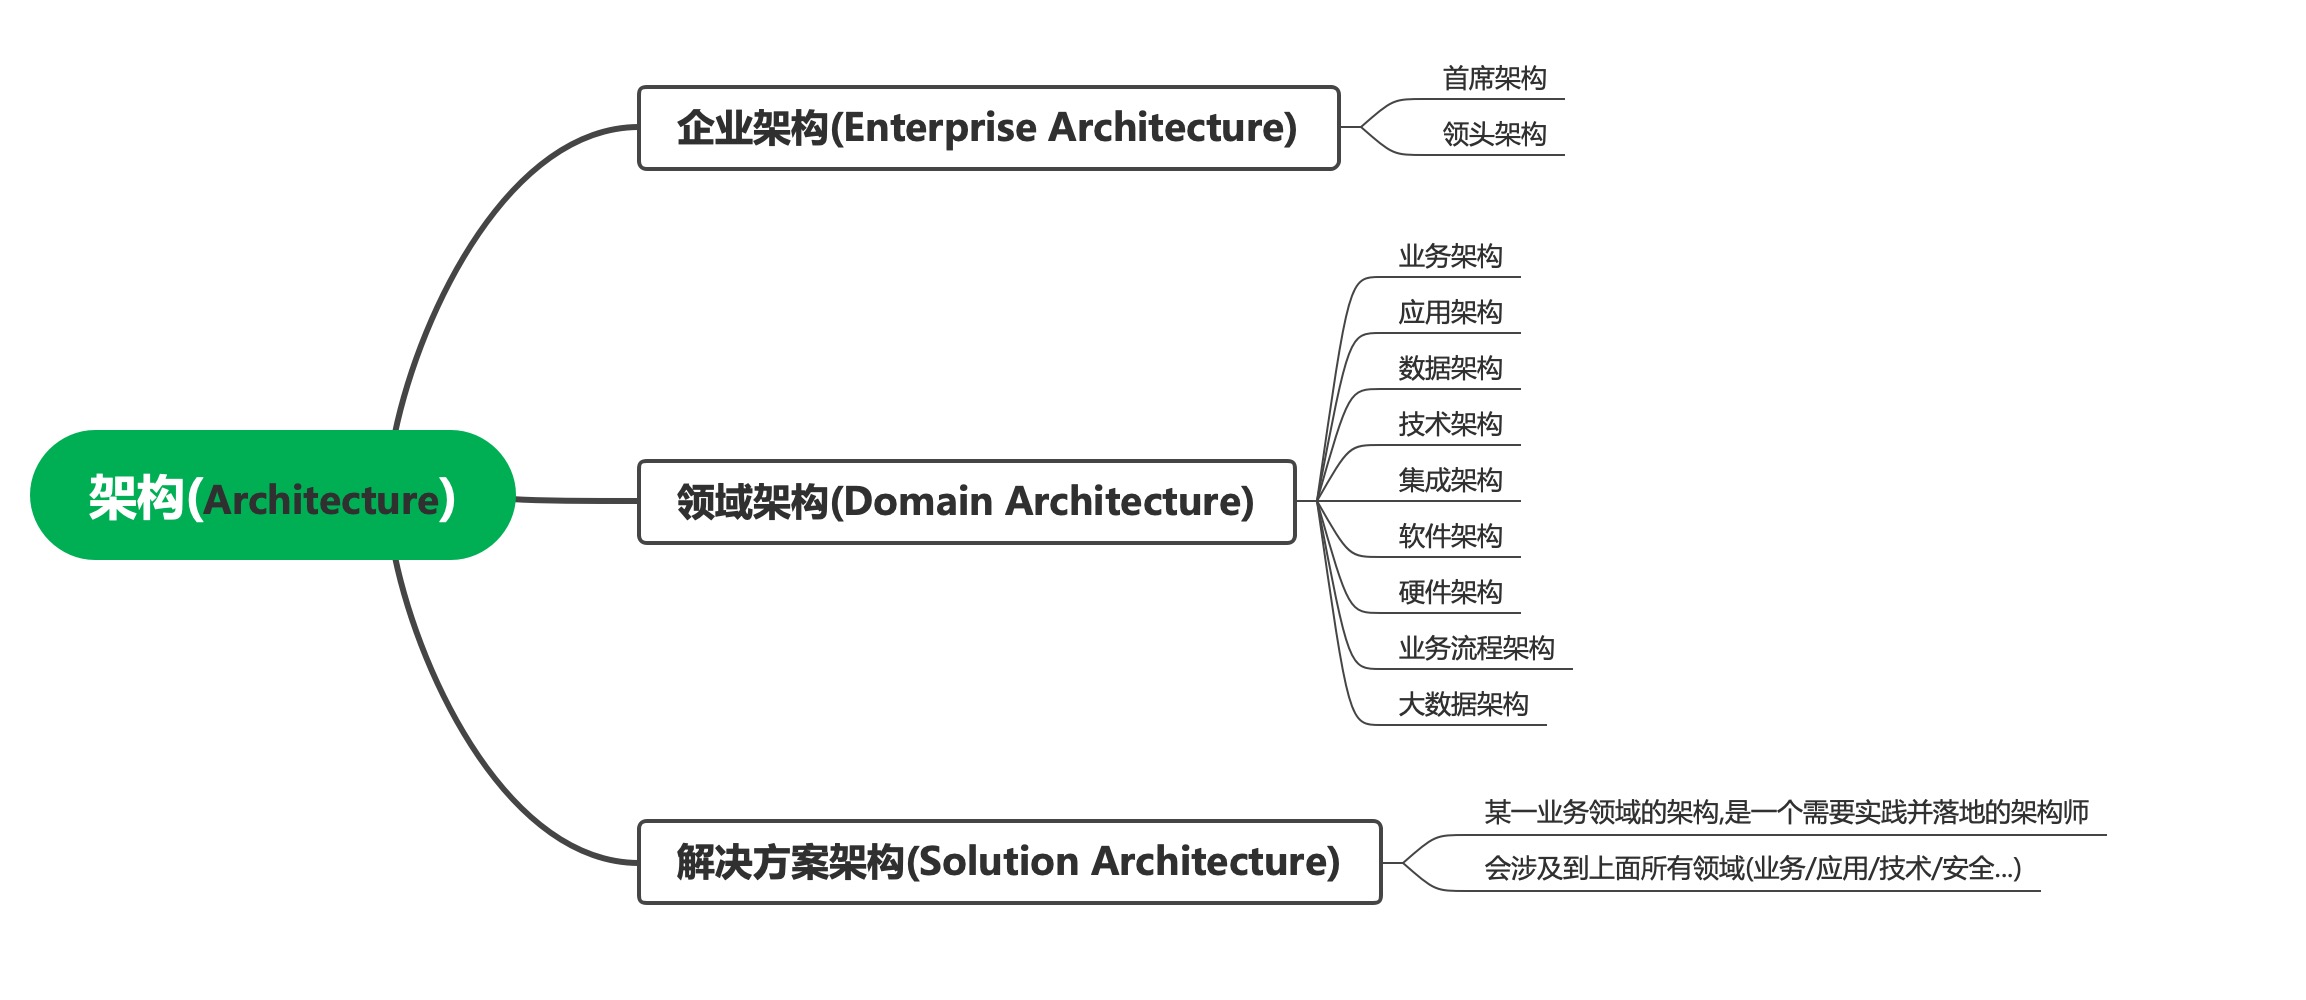 架构(Architecture)
企业架构(Enterprise Architecture)
首席架构
领头架构
领域架构(Domain Architecture)
业务架构
应用架构
数据架构
技术架构
集成架构
软件架构
硬件架构
业务流程架构
大数据架构
解决方案架构(Solution Architecture)
某一业务领域的架构,是一个需要实践并落地的架构师
会涉及到上面所有领域(业务/应用/技术/安全...)